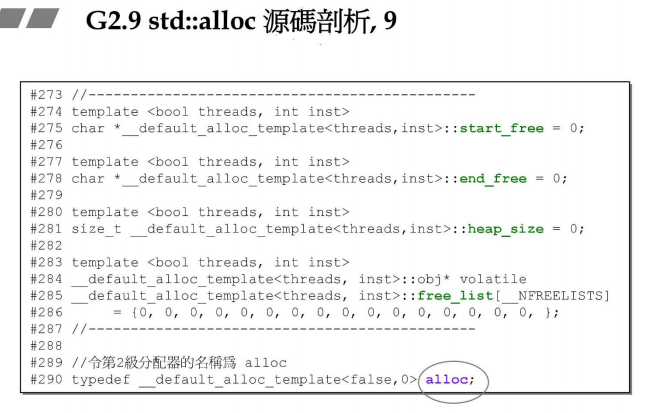 G2.9 std::alloc 源碼剖析, 9
#273 //----------------------------------------------
#274 template <bool threads, int inst>
#275 char *__default_alloc_template<threads,inst>::start_free = 0;
#276
#277 template <bool threads, int inst>
#278 char *__default_alloc_template<threads,inst>::end_free = 0;
#279
#280 template <bool threads, int inst>
#281 size_t __default_alloc_template<threads,inst>::heap_size = 0;
#282
#283 template <bool threads, int inst>
#284 __default_alloc_template<threads, inst>::obj* volatile
#285 __default_alloc_template<threads, inst>::free_list[__NFREELISTS]
#286     = {0, 0, 0, 0, 0, 0, 0, 0, 0, 0, 0, 0, 0, 0, 0, 0, };
#287 //----------------------------------------------
#288
#289 //令第2級分配器的名稱為 alloc
#290 typedef __default_alloc_template<false,0> alloc;